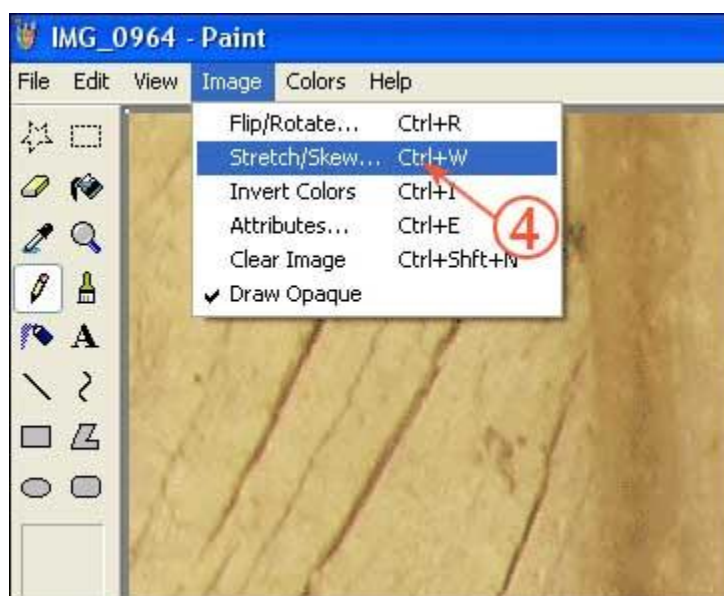 IMG_0964 - Paint
File Edit View Image Colors Help
Flip/Rotate... Ctrl+R
Stretch/Skew... Ctrl+W
Invert Colors Ctrl+I
Attributes... Ctrl+E
Clear Image Ctrl+Shft+N
✓ Draw Opaque
4
A